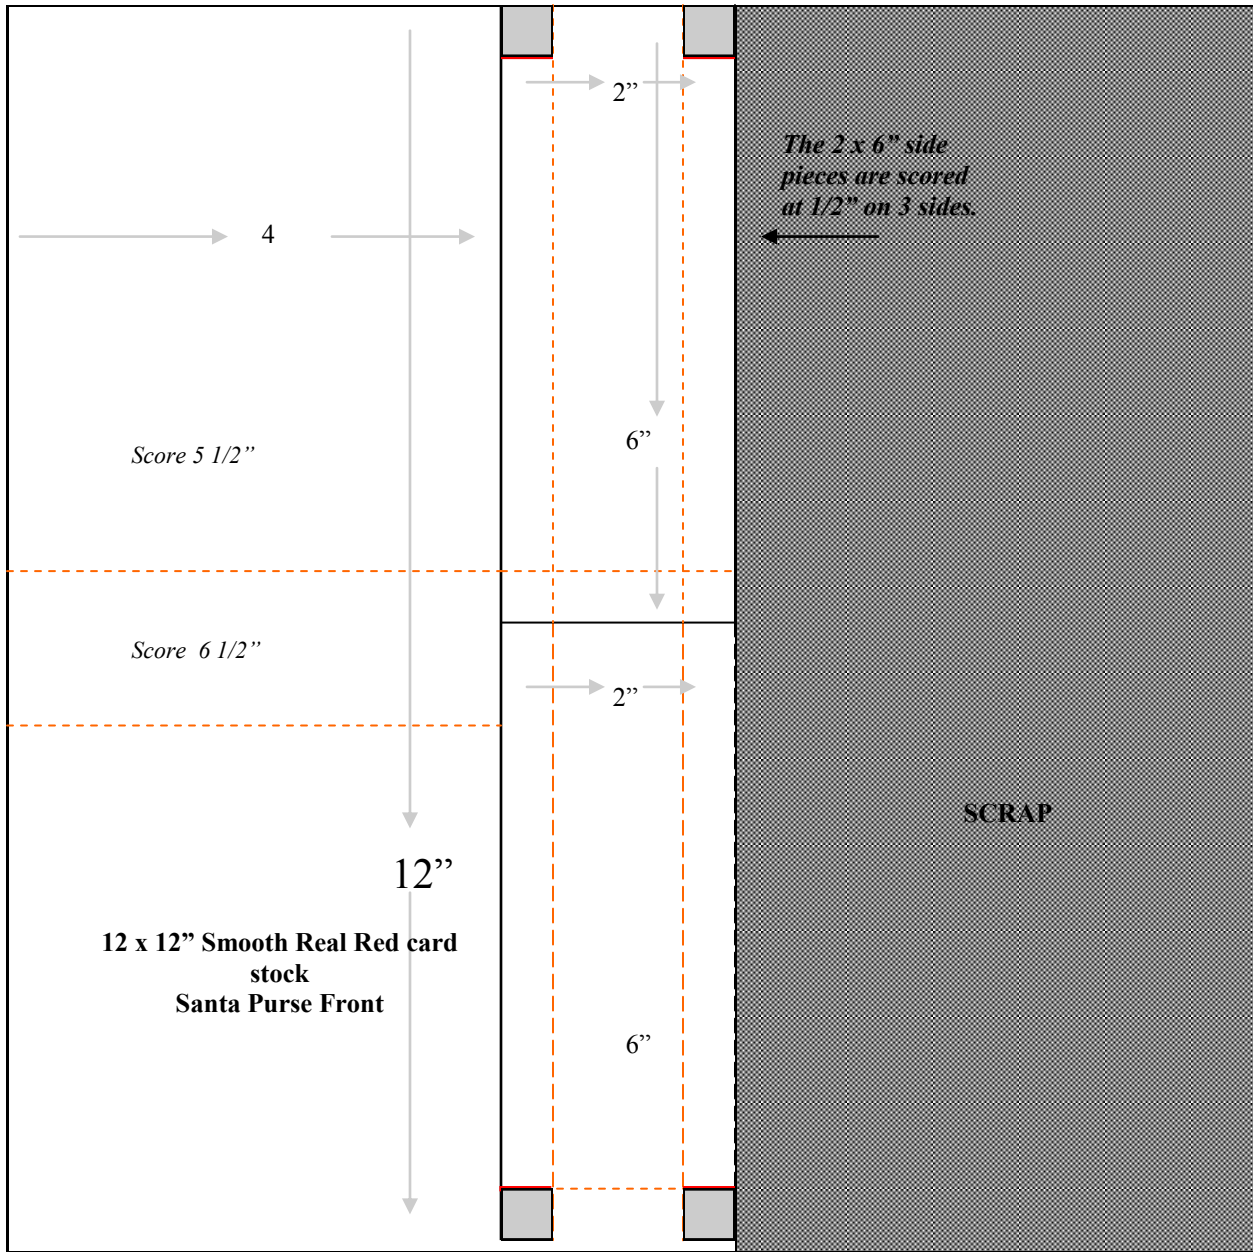 2”
The 2 x 6” side
pieces are scored
at 1/2” on 3 sides.
4
6”
Score 5 1/2”
Score 6 1/2”
2”
SCRAP
12”
12 x 12” Smooth Real Red card
stock
Santa Purse Front
6”